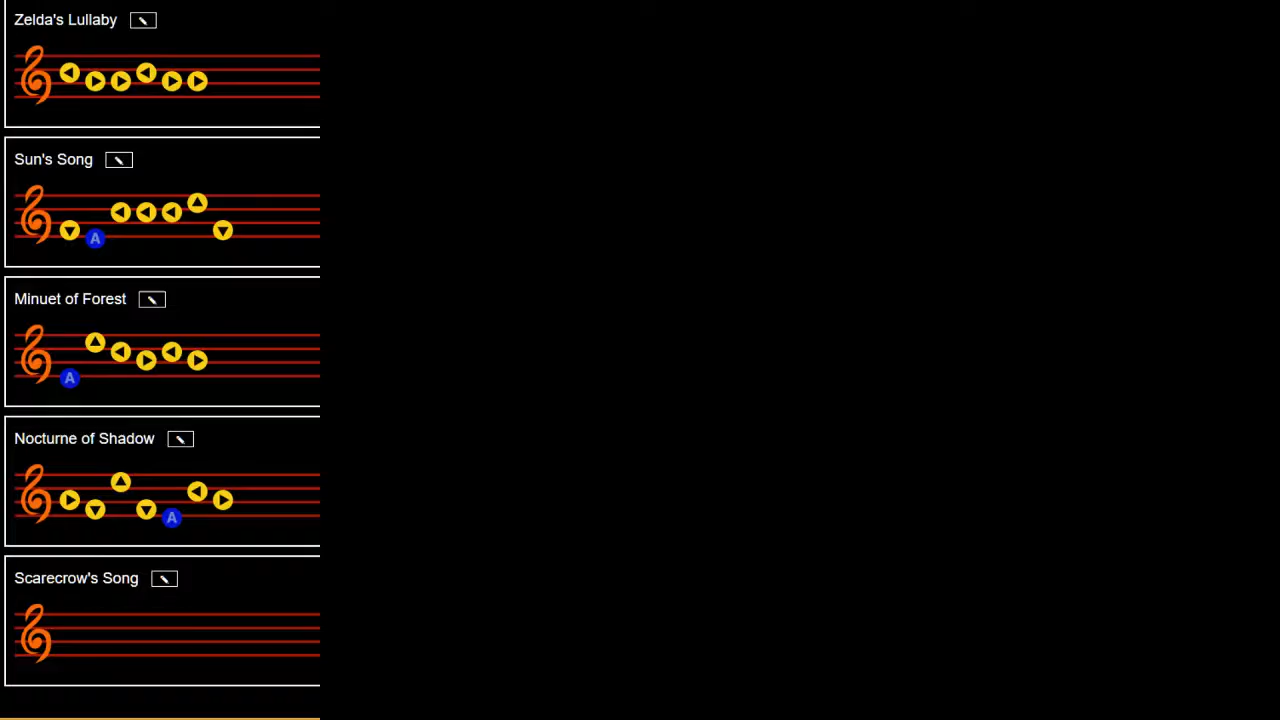 Zelda's Lullaby
Sun's Song
A
Minuet of Forest
A
Nocturne of Shadow
A
Scarecrow's Song